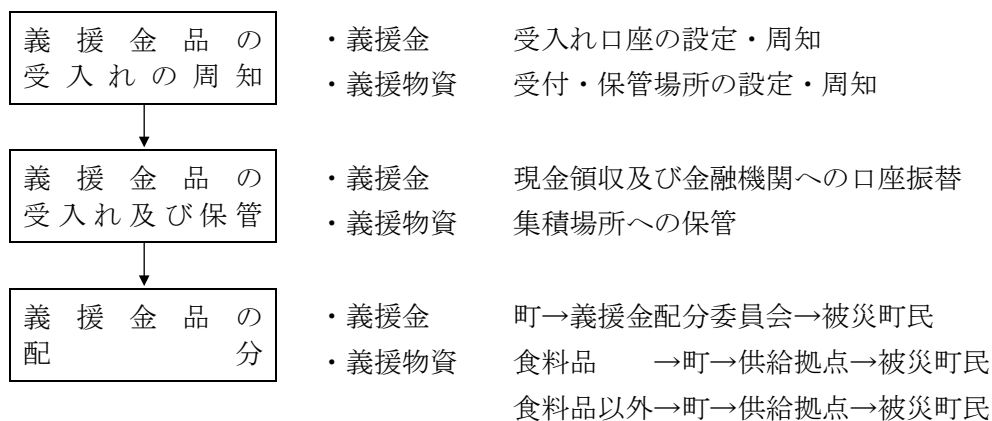 義援金品の
受入れの周知
・義援金　受入れ口座の設定・周知
・義援物資　受付・保管場所の設定・周知
義援金品の
受入れ及び保管
・義援金　現金領収及び金融機関への口座振替
・義援物資　集積場所への保管
義援金品の
配分
・義援金　町→義援金配分委員会→被災町民
・義援物資　食料品　→町→供給拠点→被災町民
食料品以外→町→供給拠点→被災町民